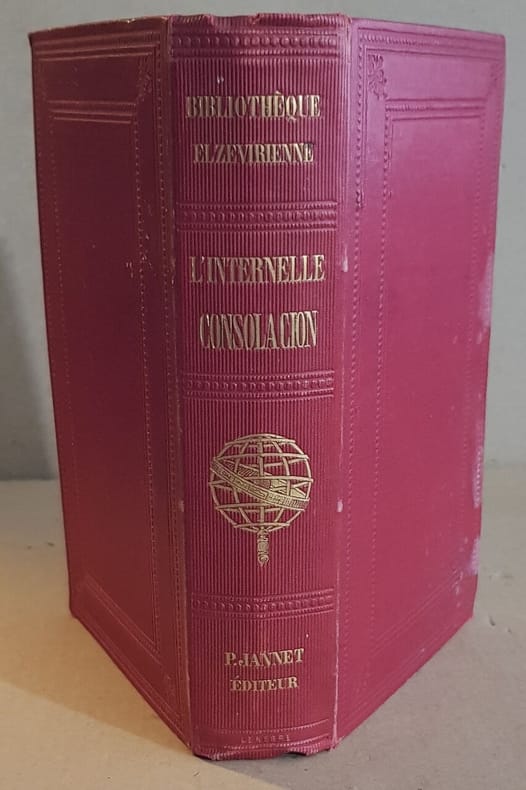 BIBLIOTHÈQUE
ELZEVIRIENNE
L'INTERNELLE
CONSOLACION
P. JANNET
ÉDITEUR